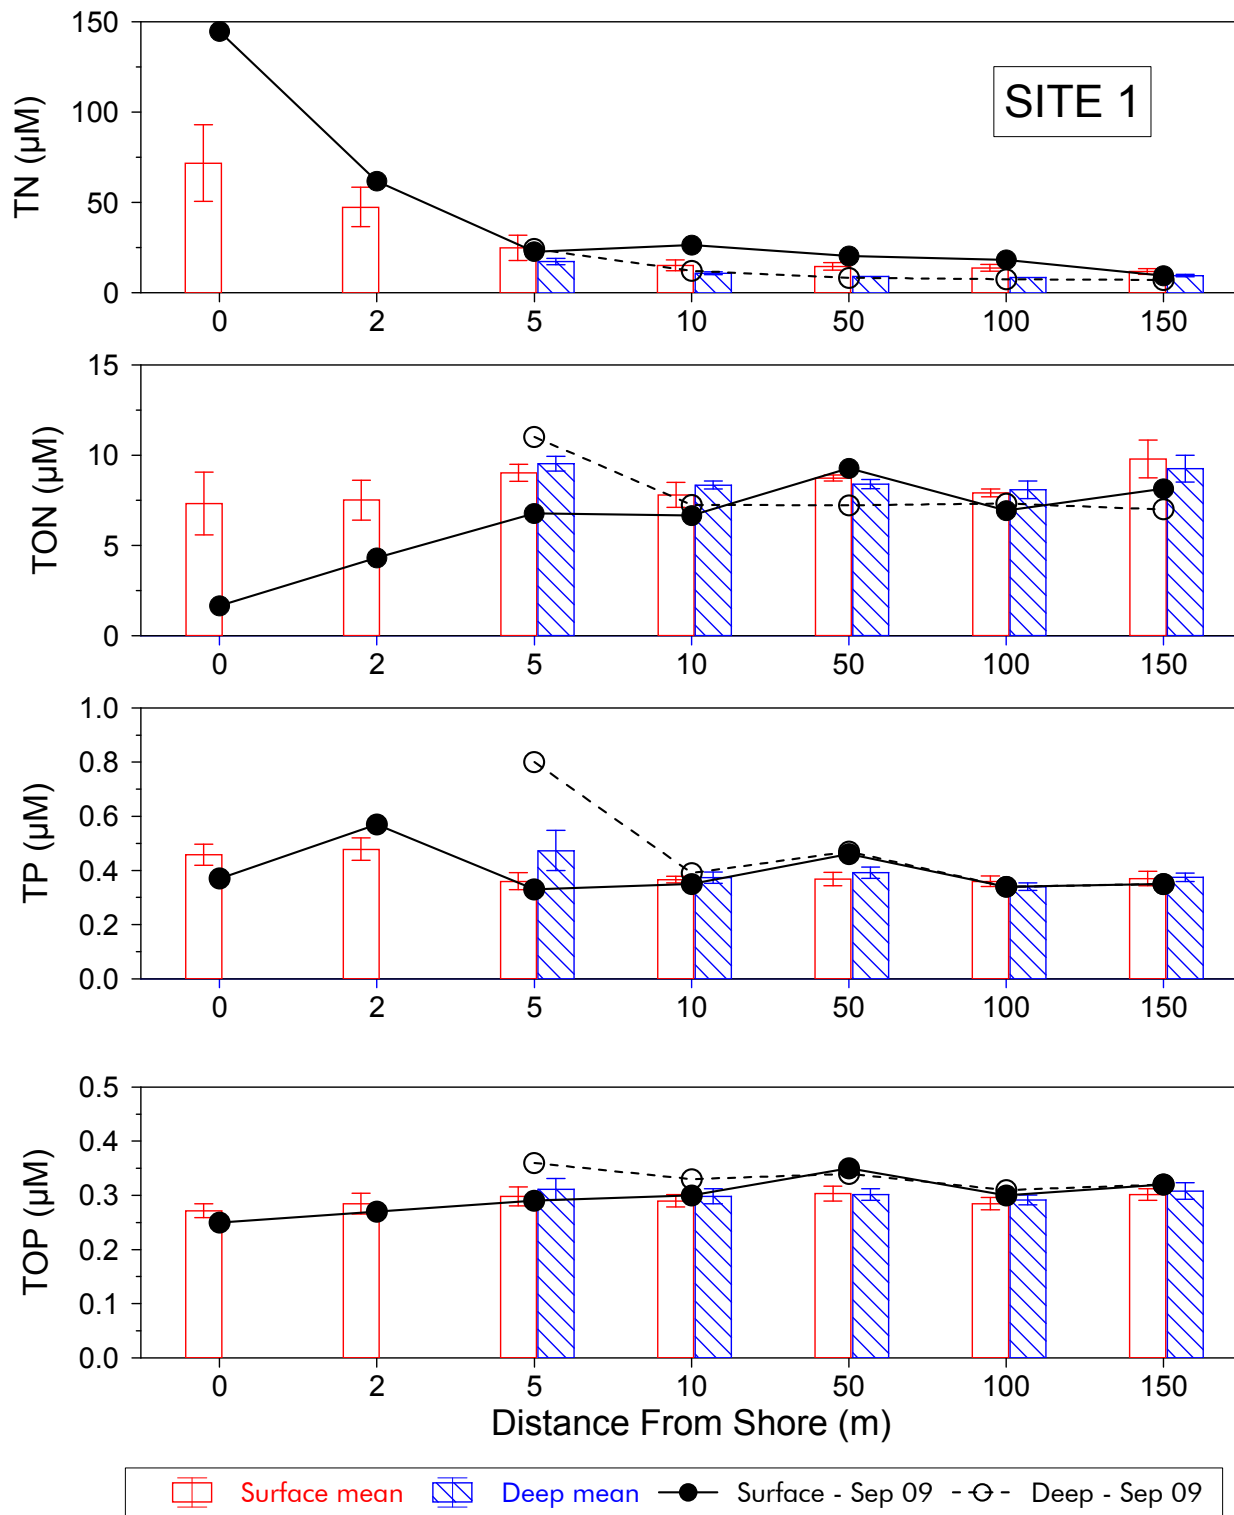 150
100
50
0
TN (µM)
SITE 1
0 2 5 10 50 100 150
15
10
5
0
TON (µM)
0 2 5 10 50 100 150
1.0
0.8
0.6
0.4
0.2
0.0
TP (µM)
0 2 5 10 50 100 150
0.5
0.4
0.3
0.2
0.1
0.0
TOP (µM)
0 2 5 10 50 100 150
Distance From Shore (m)
Surface mean Deep mean Surface - Sep 09 Deep - Sep 09